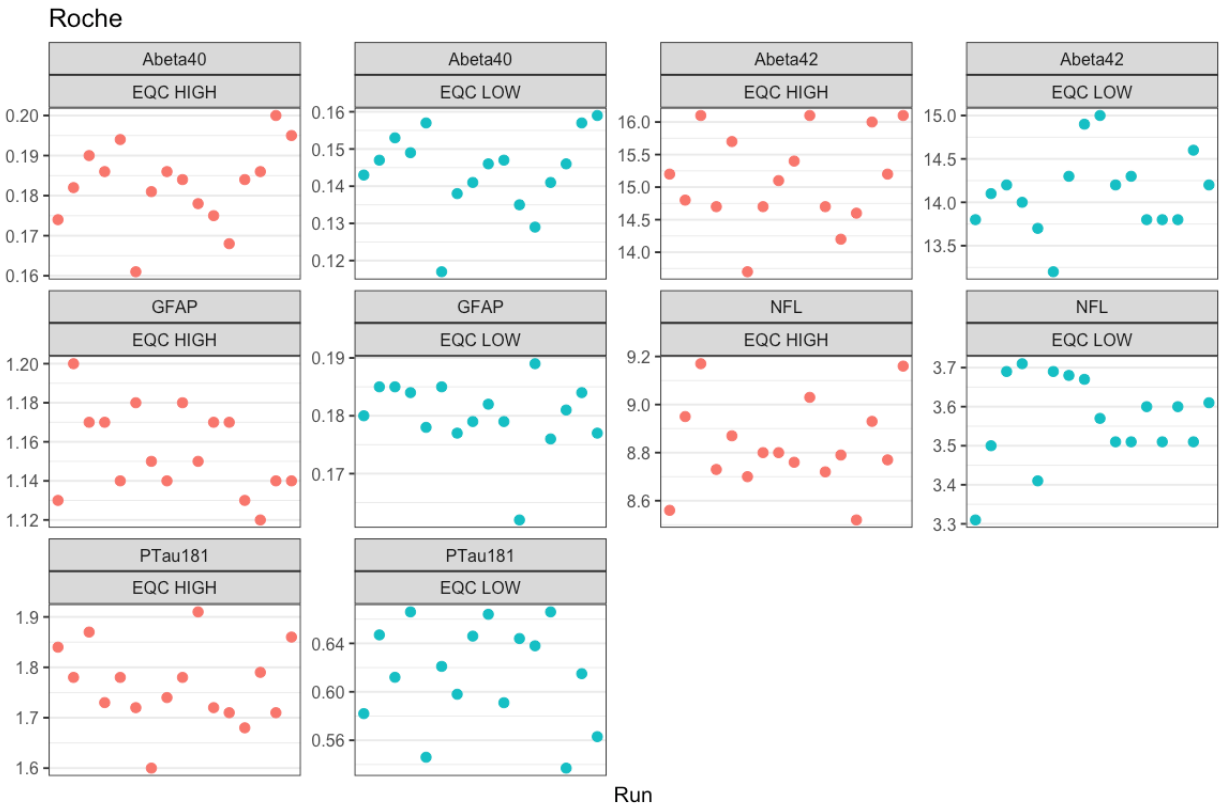 Roche
Abeta40 Abeta40 Abeta42 Abeta42
EQC HIGH EQC LOW EQC HIGH EQC LOW
0.20 0.19 0.18 0.17 0.16
0.16 0.15 0.14 0.13 0.12
16.0 15.5 15.0 14.5 14.0
15.0 14.5 14.0 13.5
GFAP GFAP NFL NFL
EQC HIGH EQC LOW EQC HIGH EQC LOW
1.20 1.18 1.16 1.14 1.12
0.19 0.18 0.17
9.2 9.0 8.8 8.6
3.7 3.6 3.5 3.4 3.3
PTau181 PTau181
EQC HIGH EQC LOW
1.9 1.8 1.7 1.6
0.64 0.60 0.56
Run